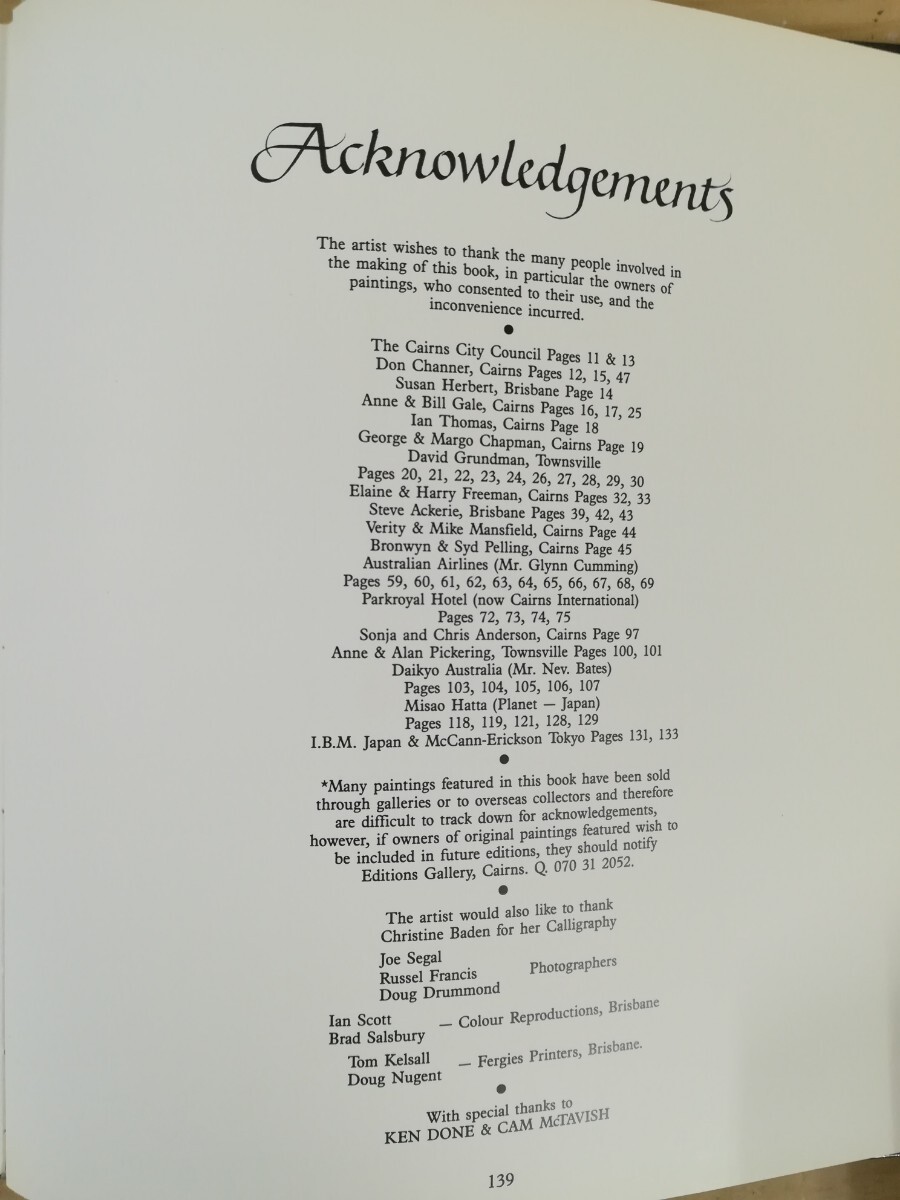 Acknowledgements
The artist wishes to thank the many people involved in
the making of this book, in particular the owners of
paintings, who consented to their use, and the
inconvenience incurred.
The Cairns City Council Pages 11 & 13
Don Channer, Cairns Pages 12, 15, 47
Susan Herbert, Brisbane Page 14
Anne & Bill Gale, Cairns Pages 16, 17, 25
Ian Thomas, Cairns Page 18
George & Margo Chapman, Cairns Page 19
David Grundman, Townsville
Pages 20, 21, 22, 23, 24, 26, 27, 28, 29, 30
Elaine & Harry Freeman, Cairns Pages 32, 33
Steve Ackerie, Brisbane Pages 39, 42, 43
Verity & Mike Mansfield, Cairns Page 44
Bronwyn & Syd Pelling, Cairns Page 45
Australian Airlines (Mr. Glynn Cumming)
Pages 59, 60, 61, 62, 63, 64, 65, 66, 67, 68, 69
Parkroyal Hotel (now Cairns International)
Pages 72, 73, 74, 75
Sonja and Chris Anderson, Cairns Page 97
Anne & Alan Pickering, Townsville Pages 100, 101
Daikyo Australia (Mr. Nev. Bates)
Pages 103, 104, 105, 106, 107
Misao Hatta (Planet — Japan)
Pages 118, 119, 121, 128, 129
I.B.M. Japan & McCann-Erickson Tokyo Pages 131, 133
*Many paintings featured in this book have been sold
through galleries or to overseas collectors and therefore
are difficult to track down for acknowledgements,
however, if owners of original paintings featured wish to
be included in future editions, they should notify
Editions Gallery, Cairns. Q. 070 31 2052.
The artist would also like to thank
Christine Baden for her Calligraphy
Joe Segal
Russel Francis Photographers
Doug Drummond
Ian Scott
Brad Salsbury — Colour Reproductions, Brisbane
Tom Kelsall
Doug Nugent — Fergies Printers, Brisbane.
With special thanks to
KEN DONE & CAM McTAVISH
139